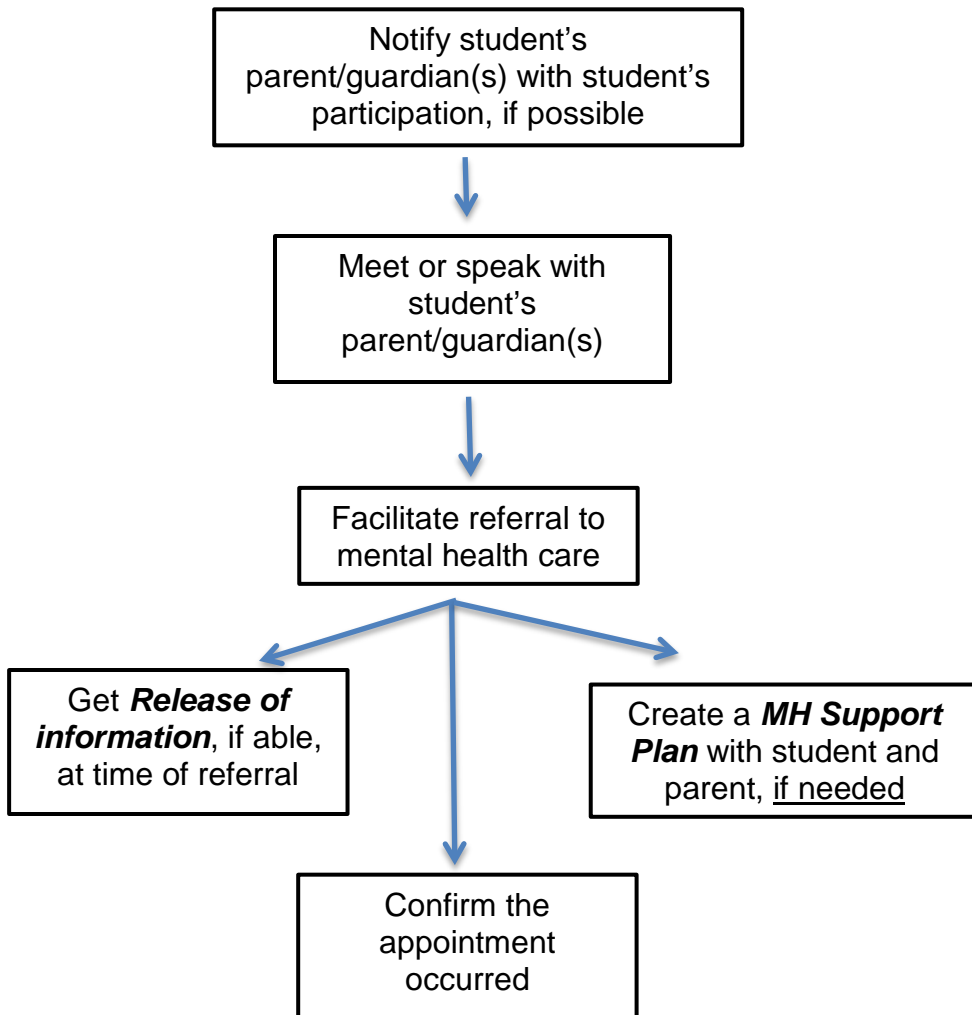 Notify student’s
parent/guardian(s) with student’s
participation, if possible
Meet or speak with
student’s
parent/guardian(s)
Facilitate referral to
mental health care
Get Release of
information, if able,
at time of referral
Create a MH Support
Plan with student and
parent, if needed
Confirm the
appointment
occurred